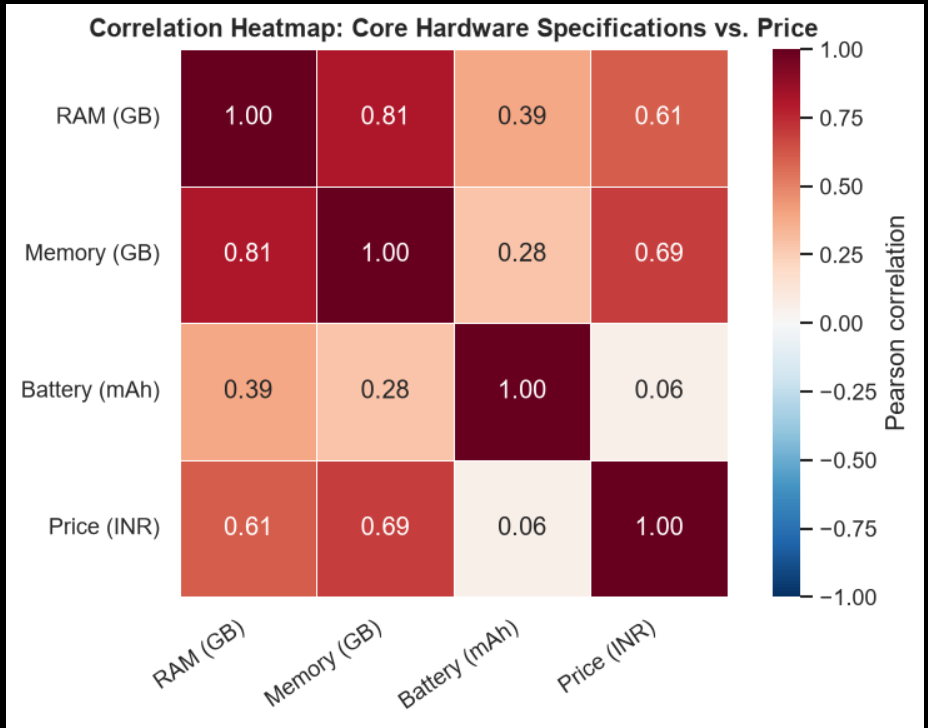 Correlation Heatmap: Core Hardware Specifications vs. Price
RAM (GB) 1.00 0.81 0.39 0.61
Memory (GB) 0.81 1.00 0.28 0.69
Battery (mAh) 0.39 0.28 1.00 0.06
Price (INR) 0.61 0.69 0.06 1.00
RAM (GB) Memory (GB) Battery (mAh) Price (INR)
1.00
0.75
0.50
0.25
0.00
−0.25
−0.50
−0.75
−1.00
Pearson correlation